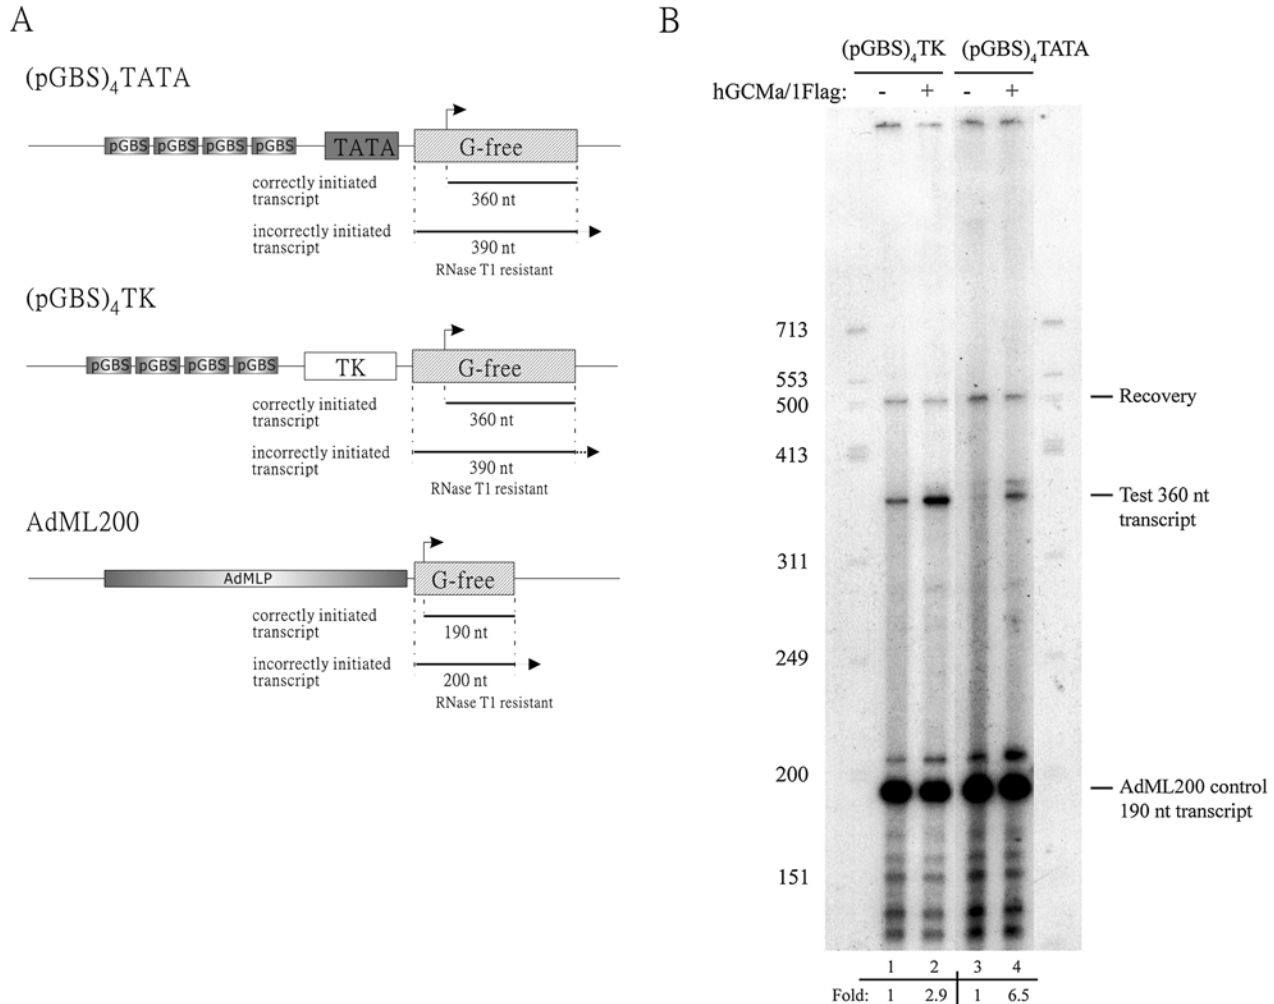 A
(pGBS)4TATA
pGBS pGBS pGBS pGBS TATA G-free
correctly initiated
transcript
360 nt
incorrectly initiated
transcript
390 nt
RNase T1 resistant
(pGBS)4TK
pGBS pGBS pGBS pGBS TK G-free
correctly initiated
transcript
360 nt
incorrectly initiated
transcript
390 nt
RNase T1 resistant
AdML200
AdMLP G-free
correctly initiated
transcript
190 nt
incorrectly initiated
transcript
200 nt
RNase T1 resistant
B
(pGBS)4TK (pGBS)4TATA
hGCMa/1Flag: - + - +
713
553
500
413
311
249
200
151
Recovery
Test 360 nt
transcript
AdML200 control
190 nt transcript
1 2 3 4
Fold: 1 2.9 1 6.5